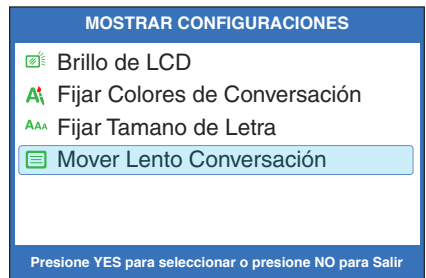 MOSTRAR CONFIGURACIONES
Brillo de LCD
Fijar Colores de Conversación
Fijar Tamano de Letra
Mover Lento Conversación
Presione YES para seleccionar o presione NO para Salir